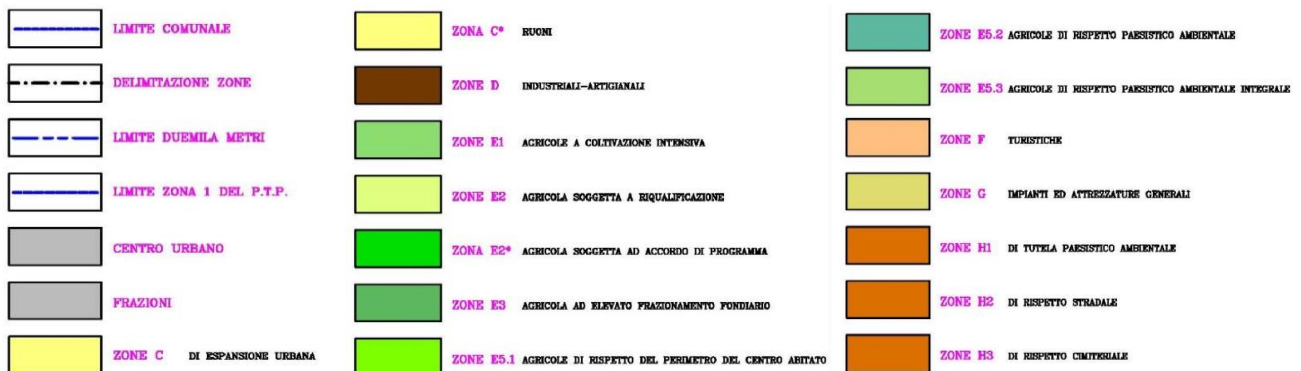 LIMITE COMUNALE
DELIMITAZIONE ZONE
LIMITE DUEMILA METRI
LIMITE ZONA 1 DEL P.T.P.
CENTRO URBANO
FRAZIONI
ZONE C DI ESPANSIONE URBANA
ZONA C* RUONI
ZONE D INDUSTRIALI-ARTIGIANALI
ZONE E1 AGRICOLE A COLTIVAZIONE INTENSIVA
ZONE E2 AGRICOLA SOGGETTA A RIQUALIFICAZIONE
ZONA E2* AGRICOLA SOGGETTA AD ACCORDO DI PROGRAMMA
ZONE E3 AGRICOLA AD ELEVATO FRAZIONAMENTO FONDIARIO
ZONE E5.1 AGRICOLE DI RISPETTO DEL PERIMETRO DEL CENTRO ABITATO
ZONE E5.2 AGRICOLE DI RISPETTO PAESISTICO AMBIENTALE
ZONE E5.3 AGRICOLE DI RISPETTO PAESISTICO AMBIENTALE INTEGRALE
ZONE F TURISTICHE
ZONE G IMPIANTI ED ATTREZZATURE GENERALI
ZONE H1 DI TUTELA PAESISTICO AMBIENTALE
ZONE H2 DI RISPETTO STRADALE
ZONE H3 DI RISPETTO CIMITERIALE